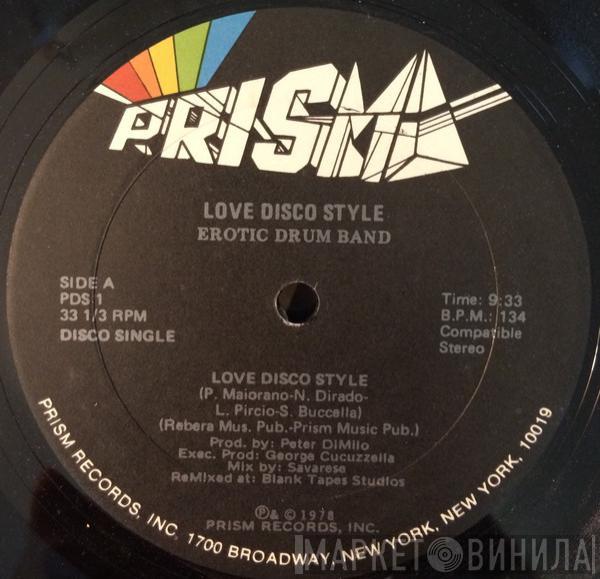 PRISM
LOVE DISCO STYLE
EROTIC DRUM BAND
SIDE A
PDS 1
33 1/3 RPM
DISCO SINGLE
Time: 9:33
B.P.M.: 134
Compatible
Stereo
LOVE DISCO STYLE
(P. Maiorano-N. Dirado-
L. Pircio-S. Buccella)
(Rebera Mus. Pub.-Prism Music Pub.)
Prod. by: Peter DiMilo
Exec. Prod: George Cucuzzella
Mix by: Savarese
ReMixed at: Blank Tapes Studios
℗& © 1978
PRISM RECORDS, INC.
PRISM RECORDS, INC. 1700 BROADWAY, NEW YORK, NEW YORK, 10019
МАРКЕТ ВИНИЛА